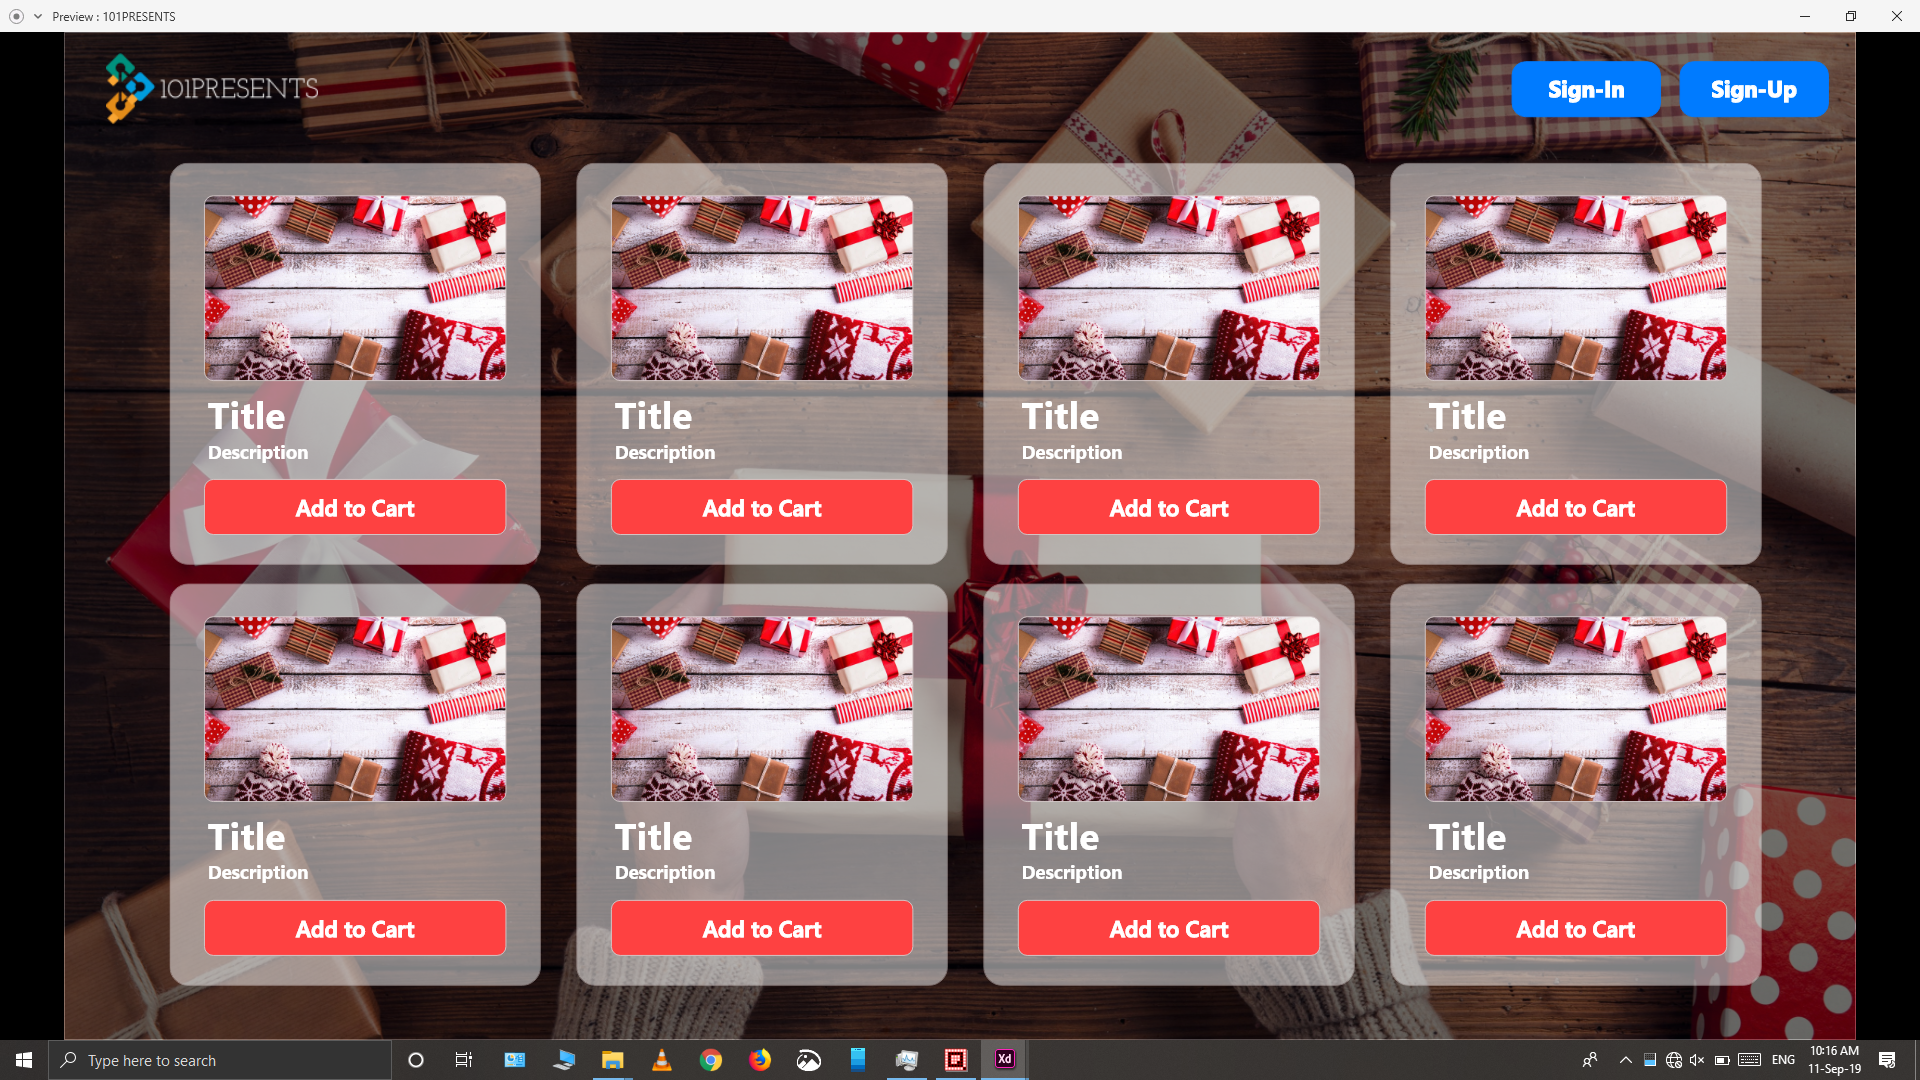 Preview : 101PRESENTS
101PRESENTS
Sign-In
Sign-Up
Title
Description
Add to Cart
Title
Description
Add to Cart
Title
Description
Add to Cart
Title
Description
Add to Cart
Title
Description
Add to Cart
Title
Description
Add to Cart
Title
Description
Add to Cart
Title
Description
Add to Cart
Type here to search
Xd
ENG
10:16 AM
11-Sep-19